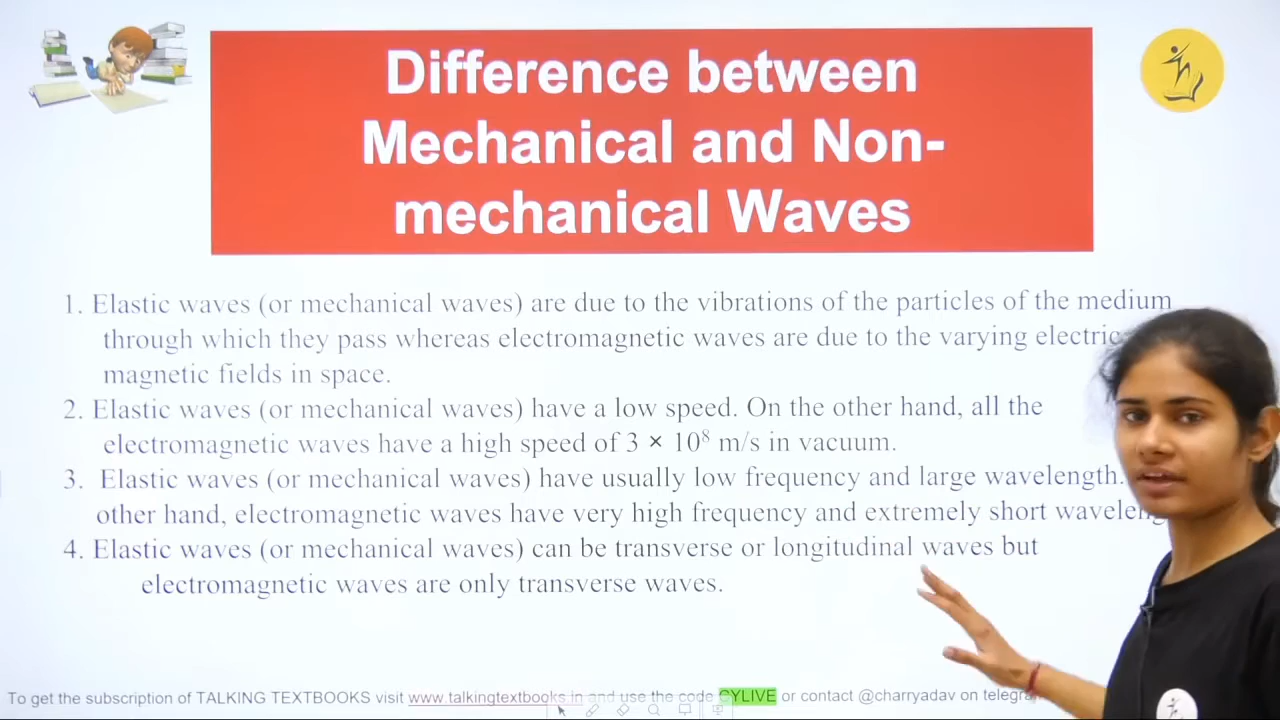 Difference between
Mechanical and Non-
mechanical Waves
1. Elastic waves (or mechanical waves) are due to the vibrations of the particles of the medium
through which they pass whereas electromagnetic waves are due to the varying electric
magnetic fields in space.
2. Elastic waves (or mechanical waves) have a low speed. On the other hand, all the
electromagnetic waves have a high speed of 3 × 10⁸ m/s in vacuum.
3. Elastic waves (or mechanical waves) have usually low frequency and large wavelength.
other hand, electromagnetic waves have very high frequency and extremely short
4. Elastic waves (or mechanical waves) can be transverse or longitudinal waves but
electromagnetic waves are only transverse waves.
To get the subscription of TALKING TEXTBOOKS visit www.talkingtextbooks.in and use the code CYLIVE or contact @charryadav on